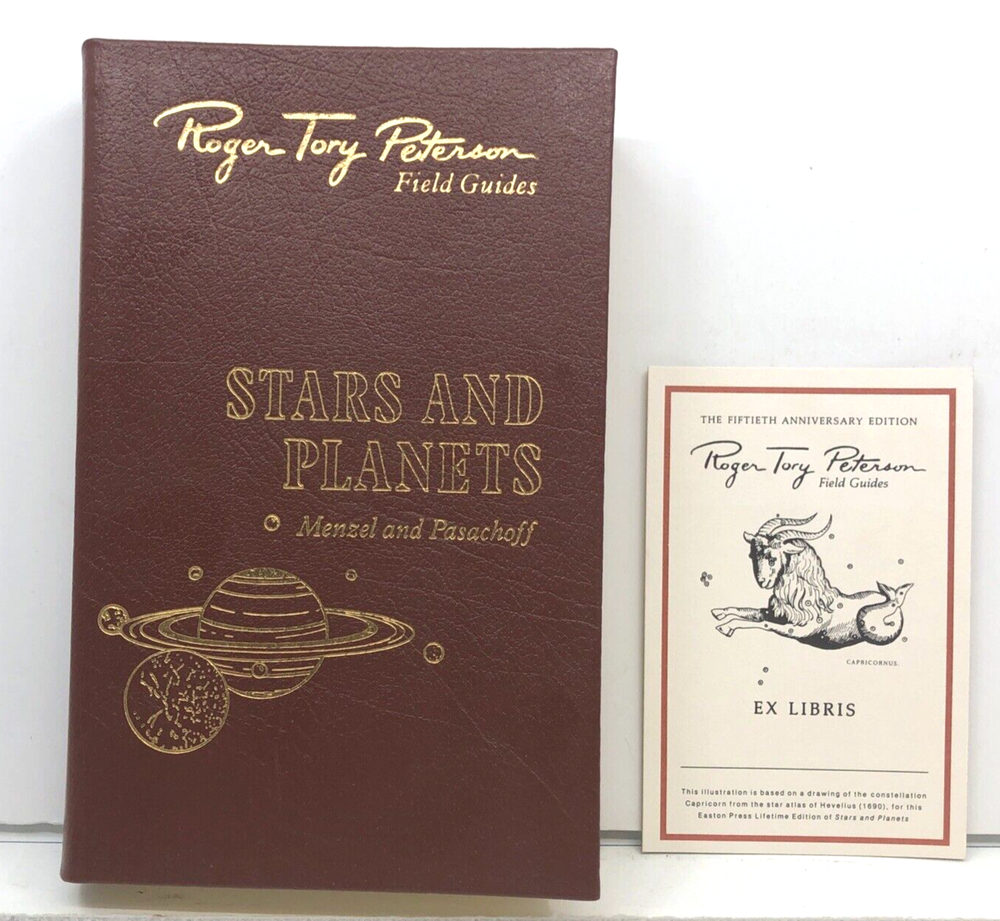 Roger Tory Peterson
Field Guides
STARS AND
PLANETS
Menzel and Pasachoff
THE FIFTIETH ANNIVERSARY EDITION
Roger Tory Peterson
Field Guides
CAPRICORNUS.
EX LIBRIS
This illustration is based on a drawing of the constellation
Capricorn from the star atlas of Hevelius (1690), for this
Easton Press Lifetime Edition of Stars and Planets